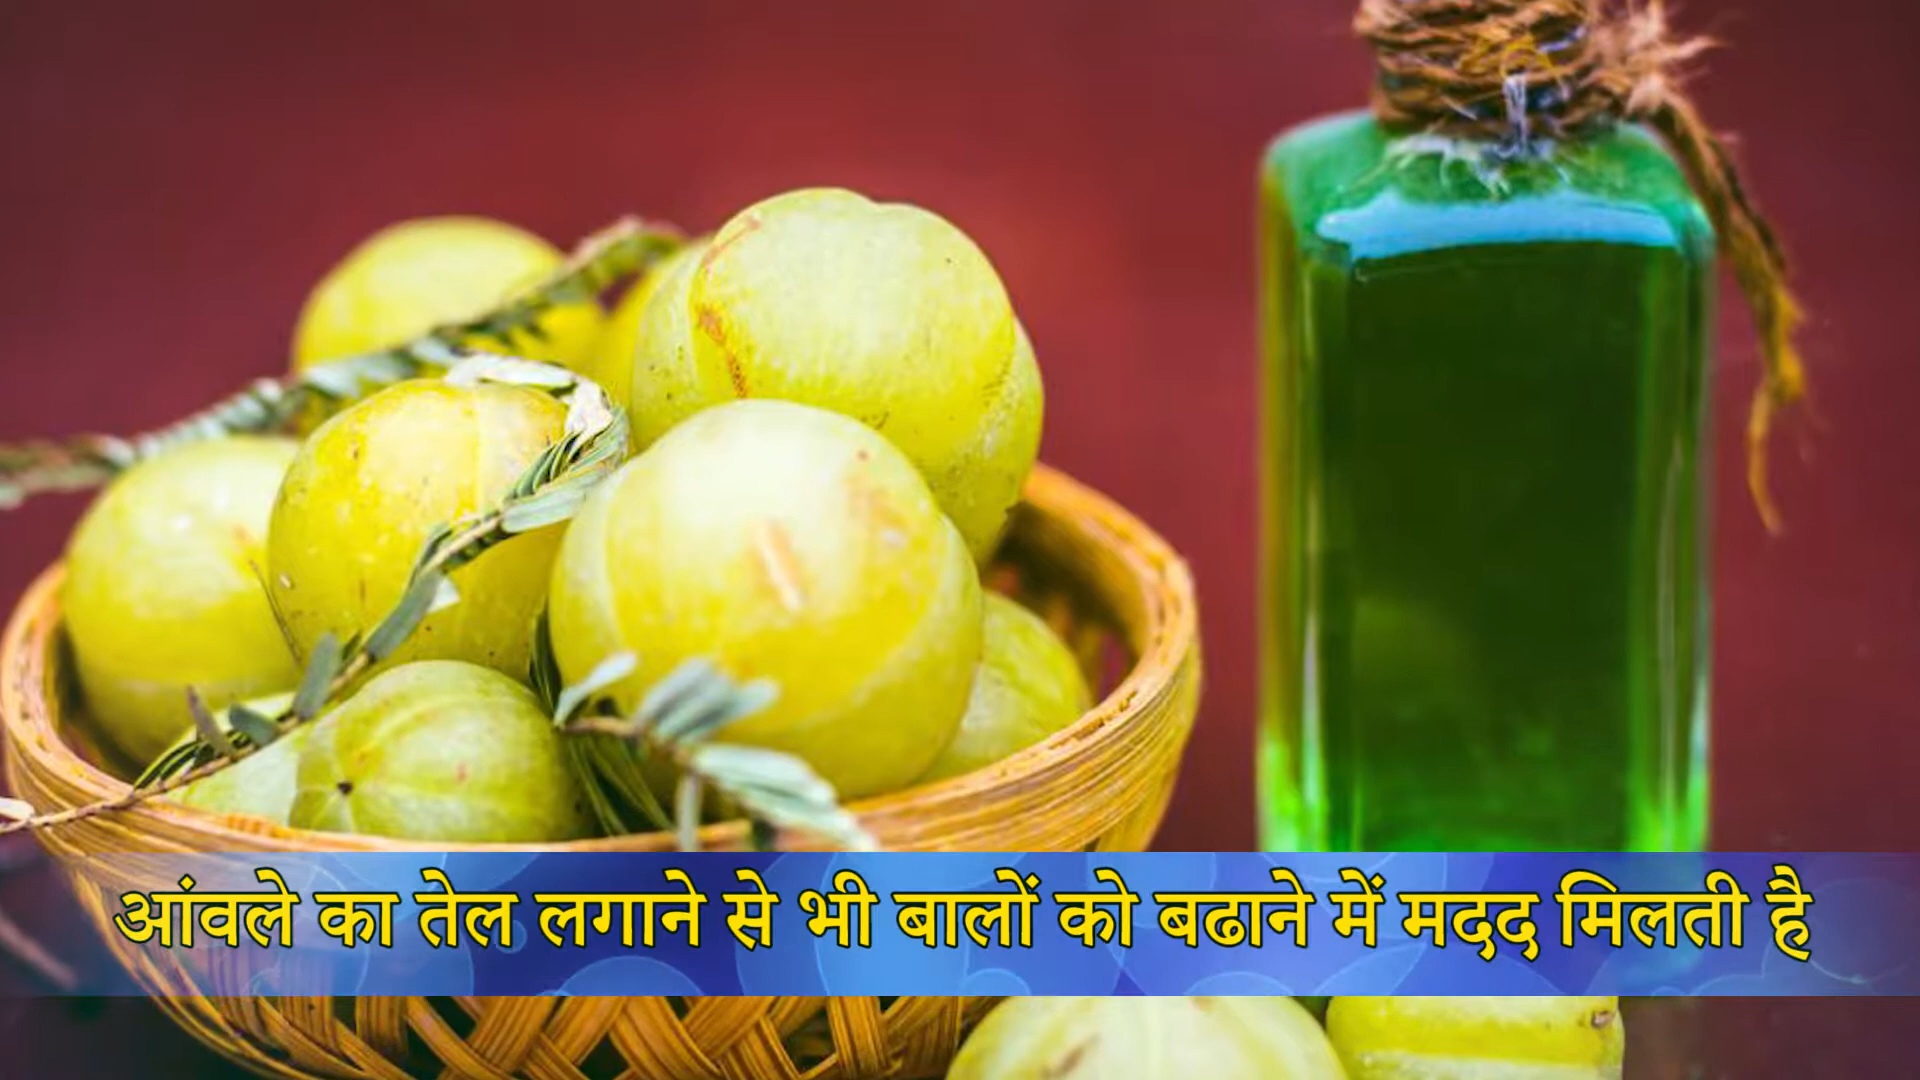 आंवले का तेल लगाने से भी बालों को बढाने में मदद मिलती है